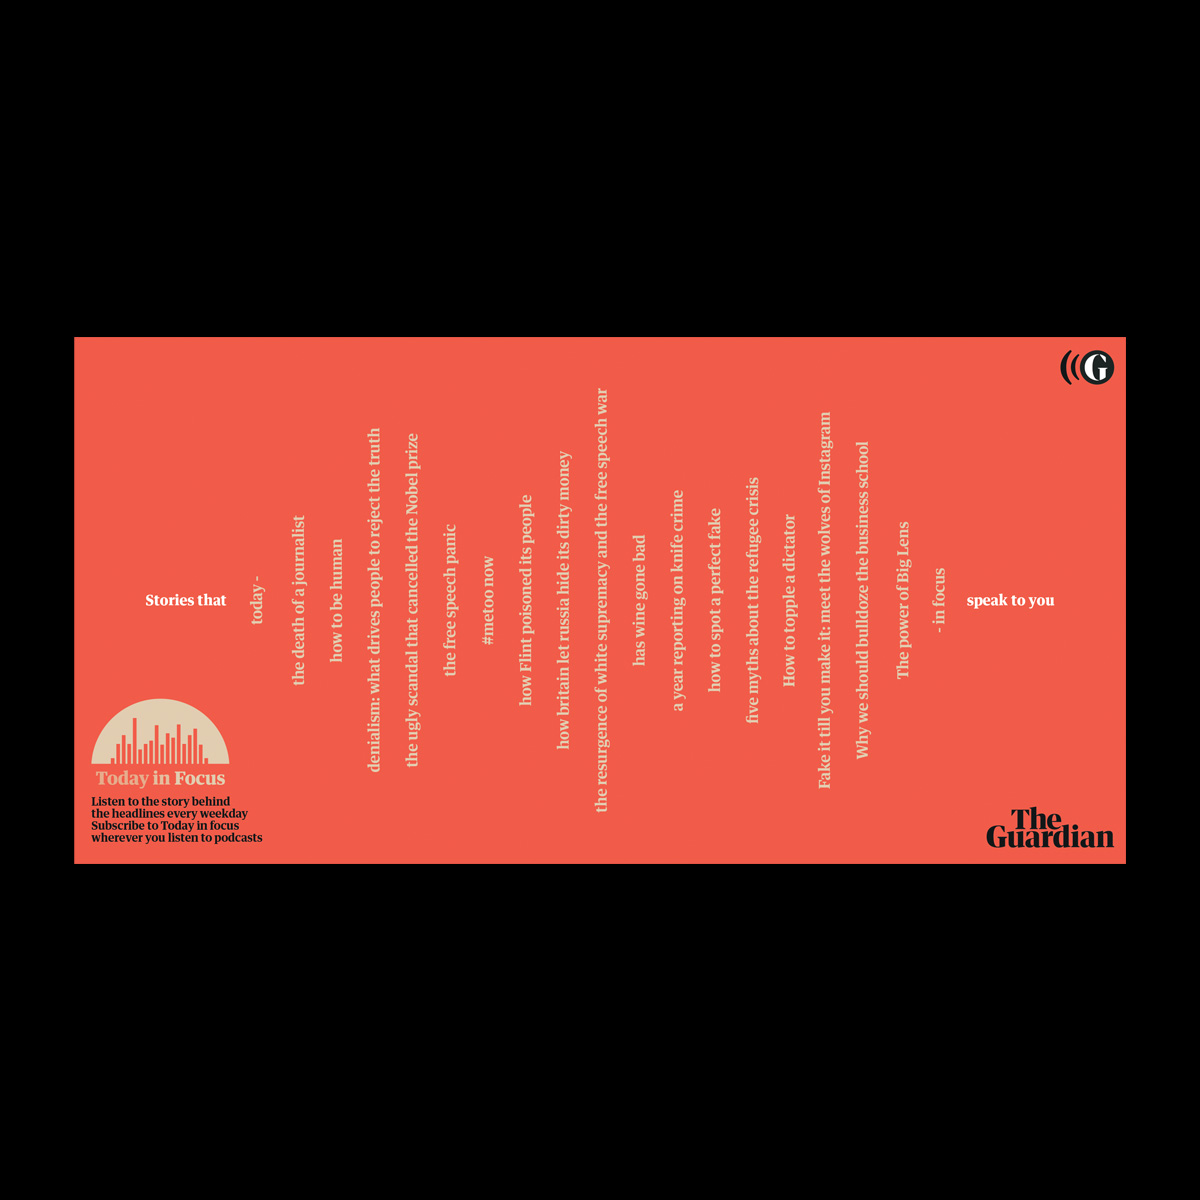 G
Stories that
today -
the death of a journalist
how to be human
denialism: what drives people to reject the truth
the ugly scandal that cancelled the Nobel prize
the free speech panic
#metoo now
how Flint poisoned its people
how britain let russia hide its dirty money
the resurgence of white supremacy and the free speech war
has wine gone bad
a year reporting on knife crime
how to spot a perfect fake
five myths about the refugee crisis
How to topple a dictator
Fake it till you make it: meet the wolves of Instagram
Why we should bulldoze the business school
The power of Big Lens
- in focus
speak to you
Today in Focus
Listen to the story behind
the headlines every weekday
Subscribe to Today in focus
wherever you listen to podcasts
The
Guardian